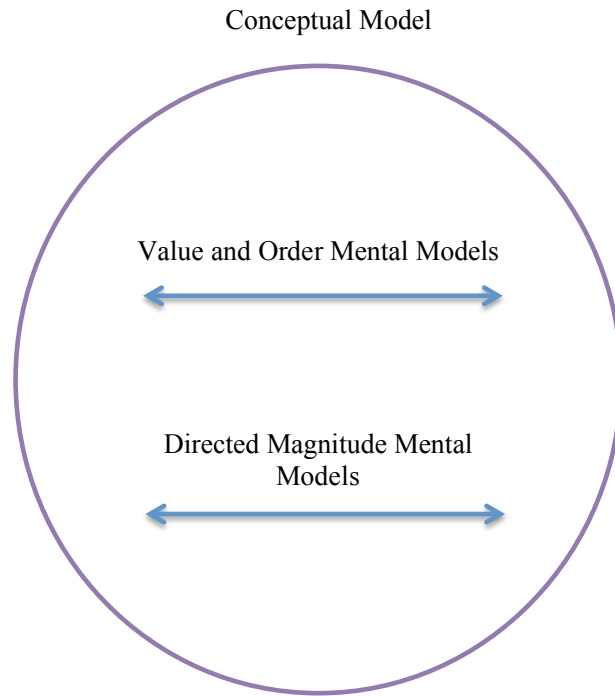 Conceptual Model
Value and Order Mental Models
Directed Magnitude Mental
Models